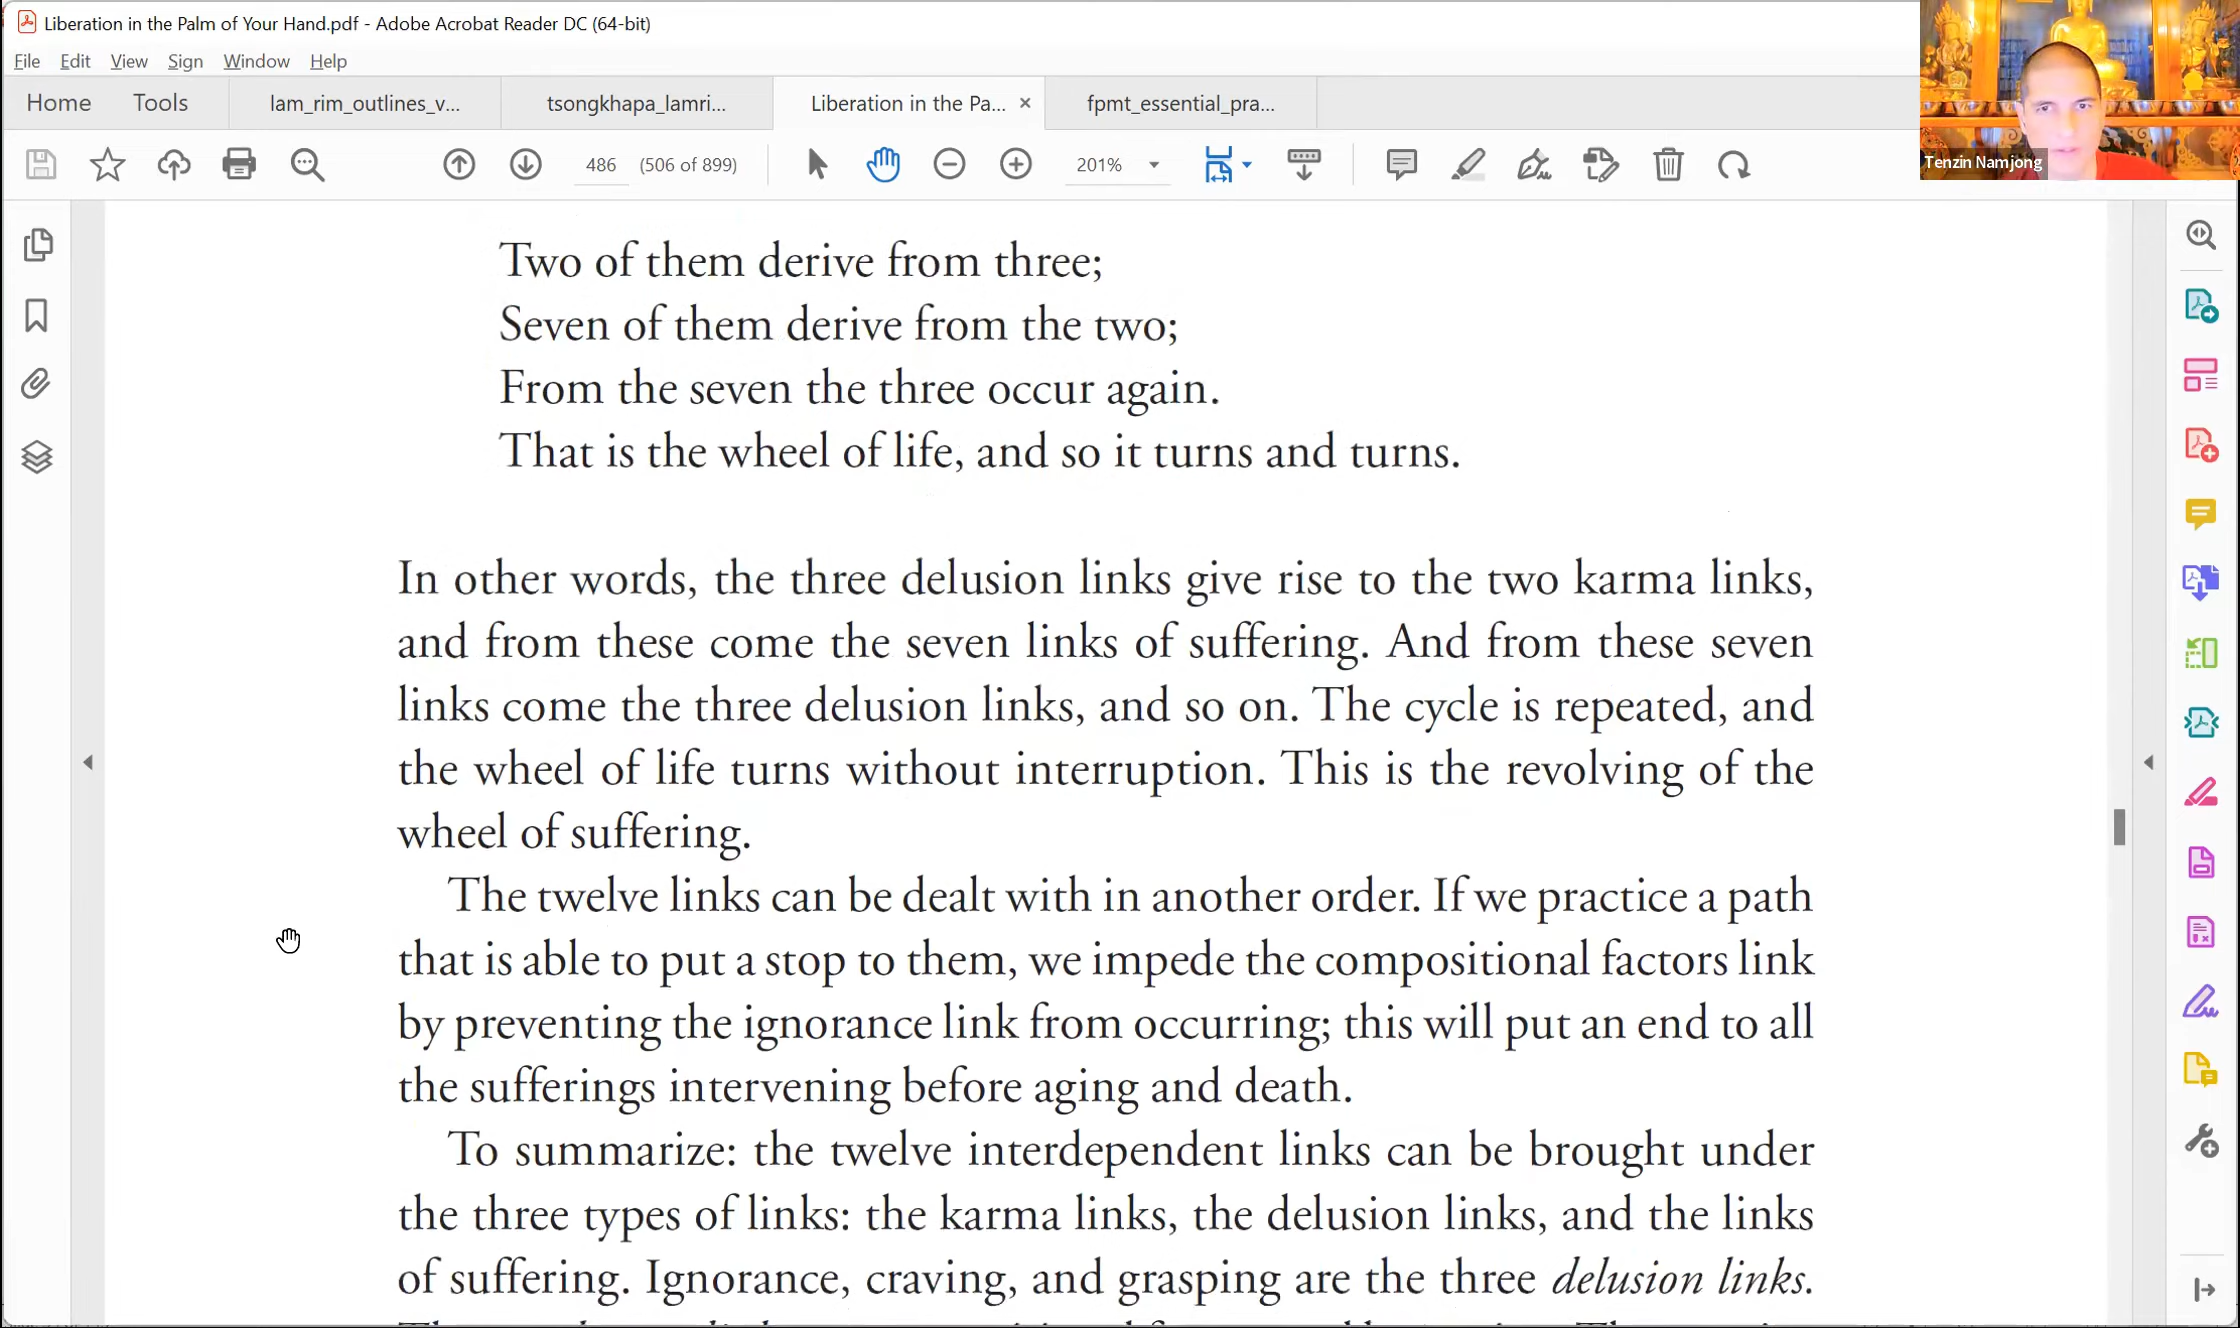 Liberation in the Palm of Your Hand.pdf - Adobe Acrobat Reader DC (64-bit)
File Edit View Sign Window Help
Home Tools lam_rim_outlines_v... tsongkhapa_lamri... Liberation in the Pa... × fpmt_essential_pra...
486 (506 of 899) 201%
Tenzin Namjong
Two of them derive from three;
Seven of them derive from the two;
From the seven the three occur again.
That is the wheel of life, and so it turns and turns.
In other words, the three delusion links give rise to the two karma links,
and from these come the seven links of suffering. And from these seven
links come the three delusion links, and so on. The cycle is repeated, and
the wheel of life turns without interruption. This is the revolving of the
wheel of suffering.
The twelve links can be dealt with in another order. If we practice a path
that is able to put a stop to them, we impede the compositional factors link
by preventing the ignorance link from occurring; this will put an end to all
the sufferings intervening before aging and death.
To summarize: the twelve interdependent links can be brought under
the three types of links: the karma links, the delusion links, and the links
of suffering. Ignorance, craving, and grasping are the three delusion links.